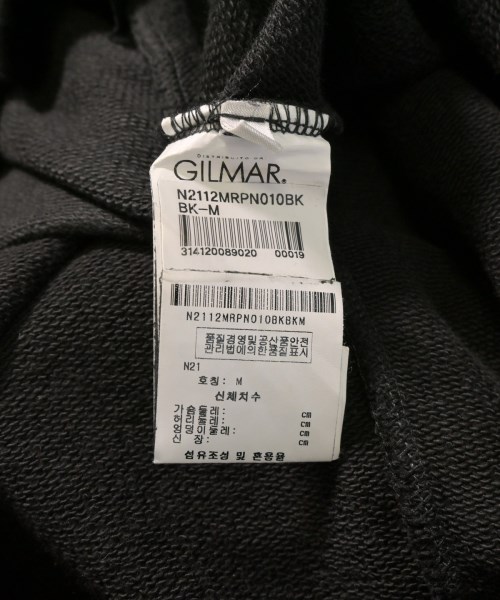 DISTRIBUTED BY
GILMAR.
N2112MRPN010BK
BK-M
314120089020 00019
N2112MRPN010BKBKM
품질경영및공산품안전
관리법에의한품질표시
N21
호칭: M
신체치수
가슴둘레: cm
허리둘레: cm
엉덩이둘레: cm
신 장: cm
섬유조성 및 혼용율